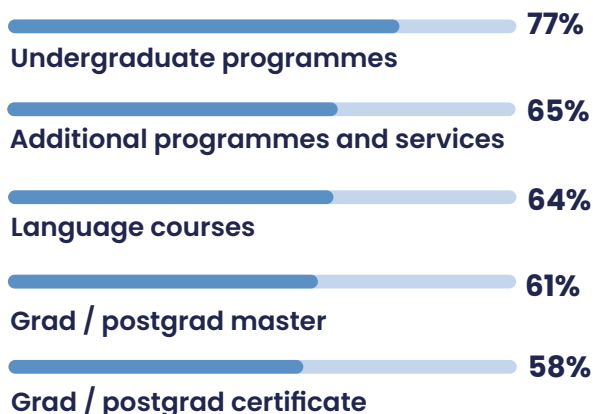 77%
Undergraduate programmes
65%
Additional programmes and services
64%
Language courses
61%
Grad / postgrad master
58%
Grad / postgrad certificate